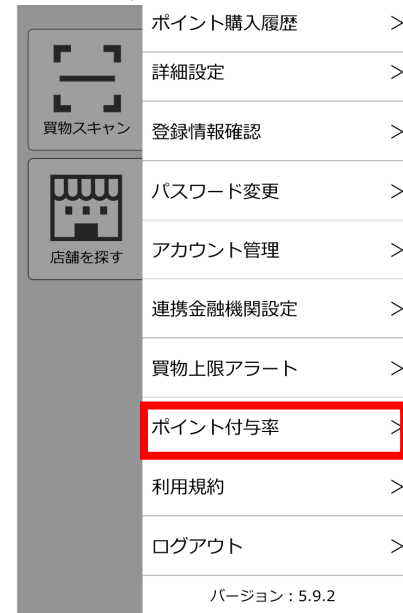 ポイント購入履歴 >
詳細設定 >
買物スキャン
登録情報確認 >
パスワード変更 >
店舗を探す
アカウント管理 >
連携金融機関設定 >
買物上限アラート >
ポイント付与率 >
利用規約 >
ログアウト >
バージョン：5.9.2